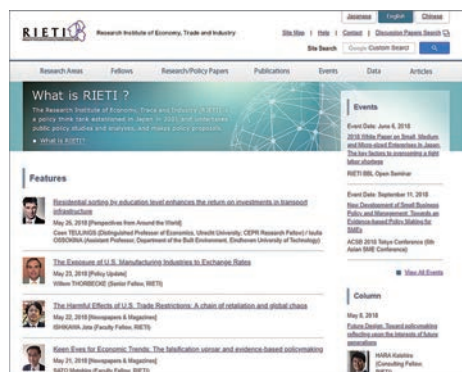 Japanese English Chinese
RIETI Research Institute of Economy, Trade and Industry
Site Map | Help | Contact | Discussion Papers Search
Site Search Google Custom Search
Research Areas Fellows Research/Policy Papers Publications Events Data Articles
What is RIETI ?
The Research Institute of Economy, Trade and Industry (RIETI) is
a policy think tank established in Japan in 2001 and undertakes
public policy studies and analyses, and makes policy proposals.
What is RIETI?
Features
Residential sorting by education level enhances the return on investments in transport
infrastructure
May 25, 2018 [Perspectives from Around the World]
Coen TEULINGS (Distinguished Professor of Economics, Utrecht University; CEPR Research Fellow) / Ioulia
OSSOKINA (Assistant Professor, Department of the Built Environment, Eindhoven University of Technology)
The Exposure of U.S. Manufacturing Industries to Exchange Rates
May 23, 2018 [Policy Update]
Willem THORBECKE (Senior Fellow, RIETI)
The Harmful Effects of U.S. Trade Restrictions: A chain of retaliation and global chaos
May 22, 2018 [Newspapers & Magazines]
ISHIKAWA Jota (Faculty Fellow, RIETI)
Keen Eyes for Economic Trends: The falsification uproar and evidence-based policymaking
May 21, 2018 [Newspapers & Magazines]
SATO Motohiro (Faculty Fellow, RIETI)
Events
Event Date: June 6, 2018
2018 White Paper on Small, Medium
and Micro-sized Enterprises in Japan:
The key factors to overcoming a tight
labor shortage
RIETI BBL Open Seminar
Event Date: September 11, 2018
New Development of Small Business
Policy and Management: Towards an
Evidence-based Policy Making for
SMEs
ACSB 2018 Tokyo Conference (6th
Asian SME Conference)
View All Events
Column
May 8, 2018
Future Design: Toward policymaking
reflecting upon the interests of future
generations
HARA Keishiro
(Consulting Fellow,
RIETI)